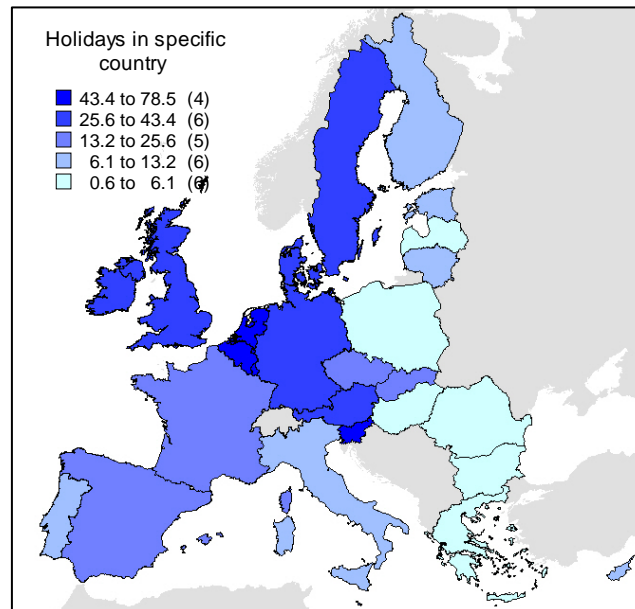 Holidays in specific
country
43.4 to 78.5 (4)
25.6 to 43.4 (6)
13.2 to 25.6 (5)
6.1 to 13.2 (6)
0.6 to 6.1 (6)